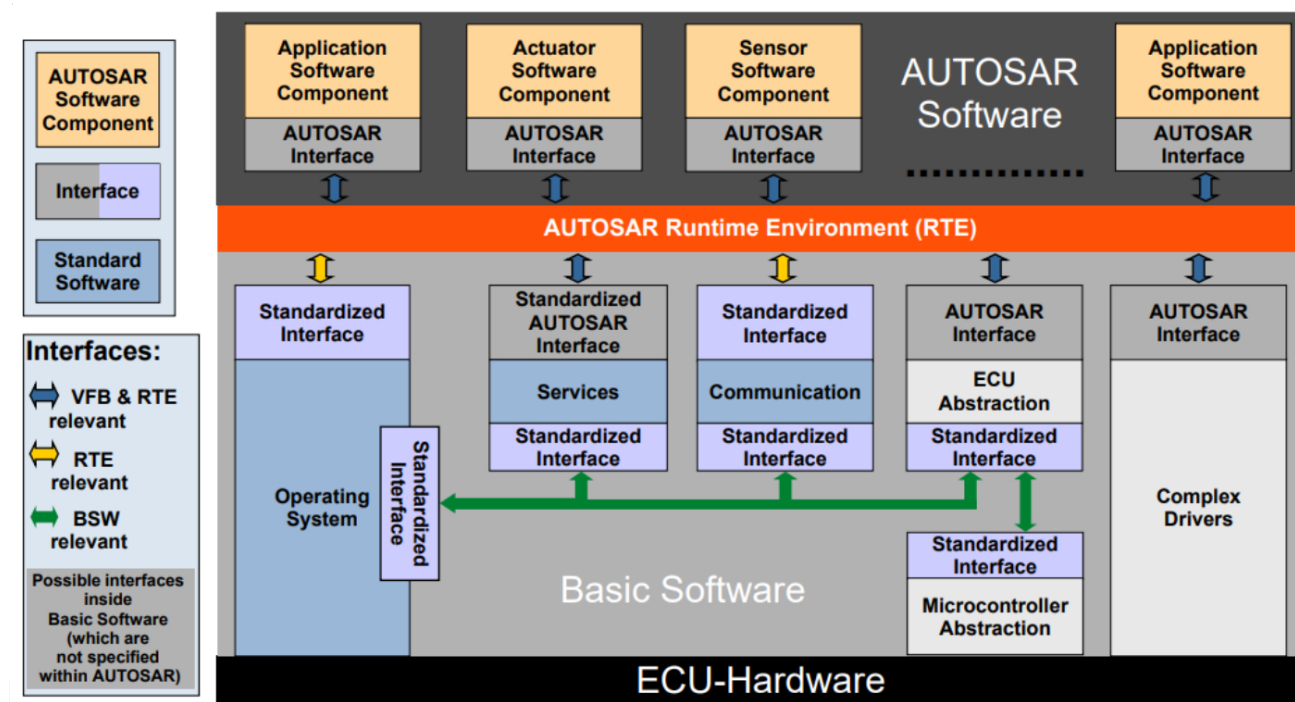 AUTOSAR
Software
Component
Interface
Standard
Software
Interfaces:
VFB & RTE
relevant
RTE
relevant
BSW
relevant
Possible interfaces
inside
Basic Software
(which are
not specified
within AUTOSAR)
Application
Software
Component
AUTOSAR
Interface
Actuator
Software
Component
AUTOSAR
Interface
Sensor
Software
Component
AUTOSAR
Interface
AUTOSAR
Software
Application
Software
Component
AUTOSAR
Interface
AUTOSAR Runtime Environment (RTE)
Standardized
Interface
Operating
System
Standardized
Interface
Standardized
AUTOSAR
Interface
Services
Standardized
Interface
Standardized
Interface
Communication
Standardized
Interface
AUTOSAR
Interface
ECU
Abstraction
Standardized
Interface
Standardized
Interface
Microcontroller
Abstraction
AUTOSAR
Interface
Complex
Drivers
Basic Software
ECU-Hardware